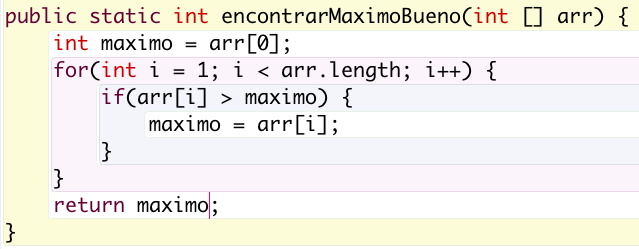 public static int encontrarMaximoBueno(int [] arr) {
int maximo = arr[0];
for(int i = 1; i < arr.length; i++) {
if(arr[i] > maximo) {
maximo = arr[i];
}
}
return maximo;
}